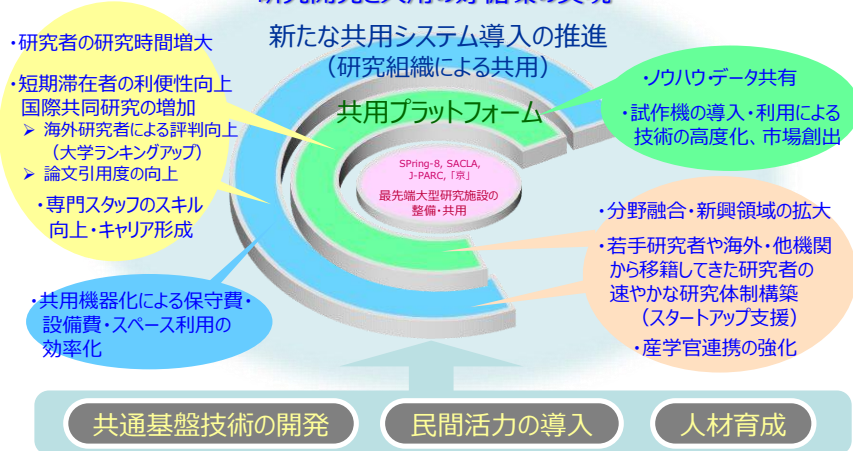 新たな共用システム導入の推進
(研究組織による共用)
共用プラットフォーム
SPring-8, SACLA,
J-PARC, 「京」
最先端大型研究施設の
整備・共用
・研究者の研究時間増大
・短期滞在者の利便性向上
国際共同研究の増加
➢ 海外研究者による評判向上
(大学ランキングアップ)
➢ 論文引用度の向上
・専門スタッフのスキル
向上・キャリア形成
・共用機器化による保守費・
設備費・スペース利用の
効率化
・ノウハウ・データ共有
・試作機の導入・利用による
技術の高度化、市場創出
・分野融合・新興領域の拡大
・若手研究者や海外・他機関
から移籍してきた研究者の
速やかな研究体制構築
(スタートアップ支援)
・産学官連携の強化
共通基盤技術の開発
民間活力の導入
人材育成